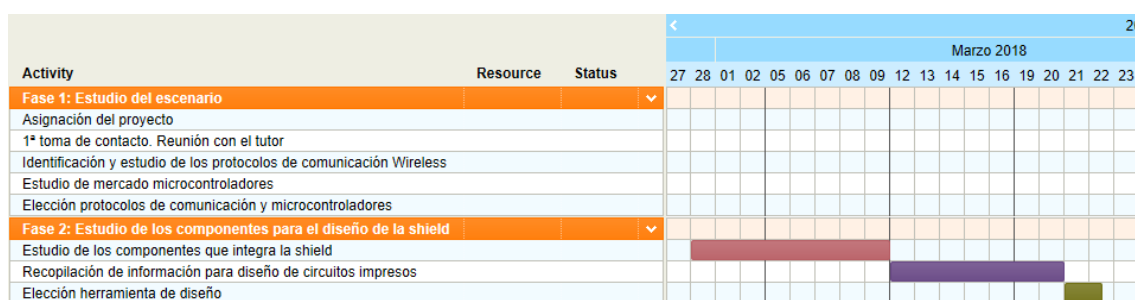 20
Marzo 2018
Activity Resource Status 27 28 01 02 05 06 07 08 09 12 13 14 15 16 19 20 21 22 23
Fase 1: Estudio del escenario
Asignación del proyecto
1ª toma de contacto. Reunión con el tutor
Identificación y estudio de los protocolos de comunicación Wireless
Estudio de mercado microcontroladores
Elección protocolos de comunicación y microcontroladores
Fase 2: Estudio de los componentes para el diseño de la shield
Estudio de los componentes que integra la shield
Recopilación de información para diseño de circuitos impresos
Elección herramienta de diseño